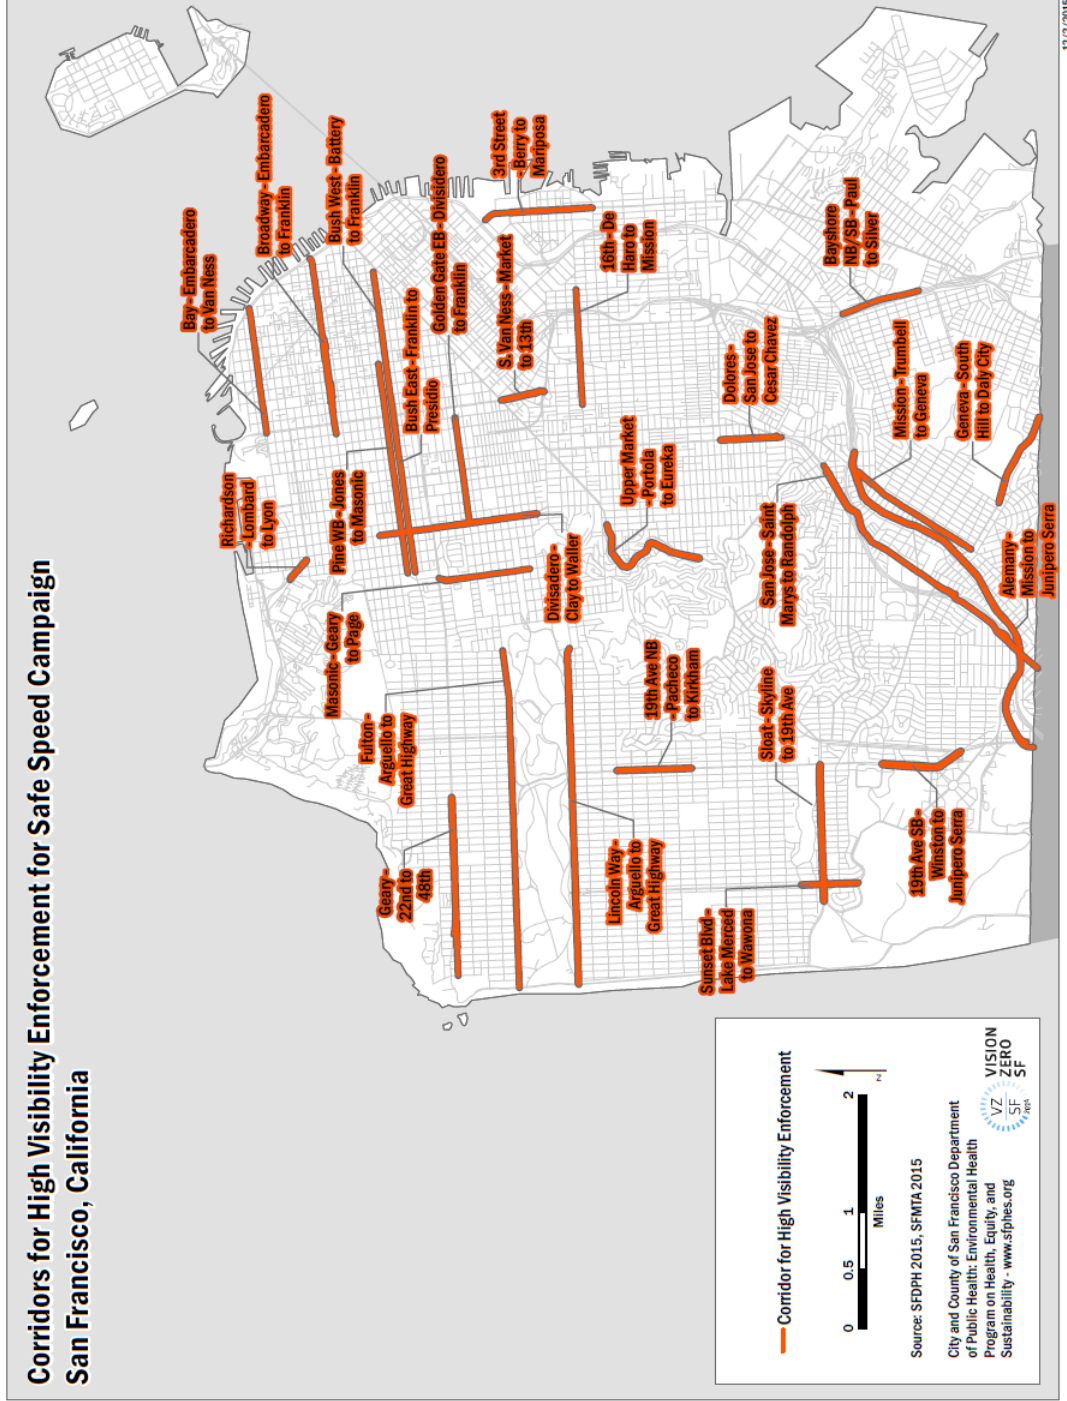 Corridors for High Visibility Enforcement for Safe Speed Campaign
San Francisco, California
Richardson
- Lombard
to Lyon
Bay - Embarcadero
to Van Ness
Broadway - Embarcadero
to Franklin
Bush West - Battery
to Franklin
Pine WB - Jones
to Masonic
Bush East - Franklin to
Presidio
Golden Gate EB - Divisidero
to Franklin
3rd Street
- Berry to
Mariposa
Masonic - Geary
to Page
Fulton -
Arguello to
Great Highway
Geary -
22nd to
48th
Divisadero -
Clay to Waller
S. Van Ness - Market
to 13th
16th - De
Haro to
Mission
Upper Market
- Portola
to Eureka
Lincoln Way -
Arguello to
Great Highway
19th Ave NB
- Pacheco
to Kirkham
Dolores -
San Jose to
Cesar Chavez
Bayshore
NB/SB - Paul
to Silver
Sunset Blvd -
Lake Merced
to Wawona
Sloat - Skyline
to 19th Ave
San Jose - Saint
Marys to Randolph
Mission - Trumbell
to Geneva
Geneva - South
Hill to Daly City
19th Ave SB -
Winston to
Junipero Serra
Alemany -
Mission to
Junipero Serra
Corridor for High Visibility Enforcement
0 0.5 1 2
Miles
N
Source: SFDPH 2015, SFMTA 2015
City and County of San Francisco Department
of Public Health: Environmental Health
Program on Health, Equity, and
Sustainability - www.sfphes.org
VZ
SF
2014
VISION
ZERO
SF